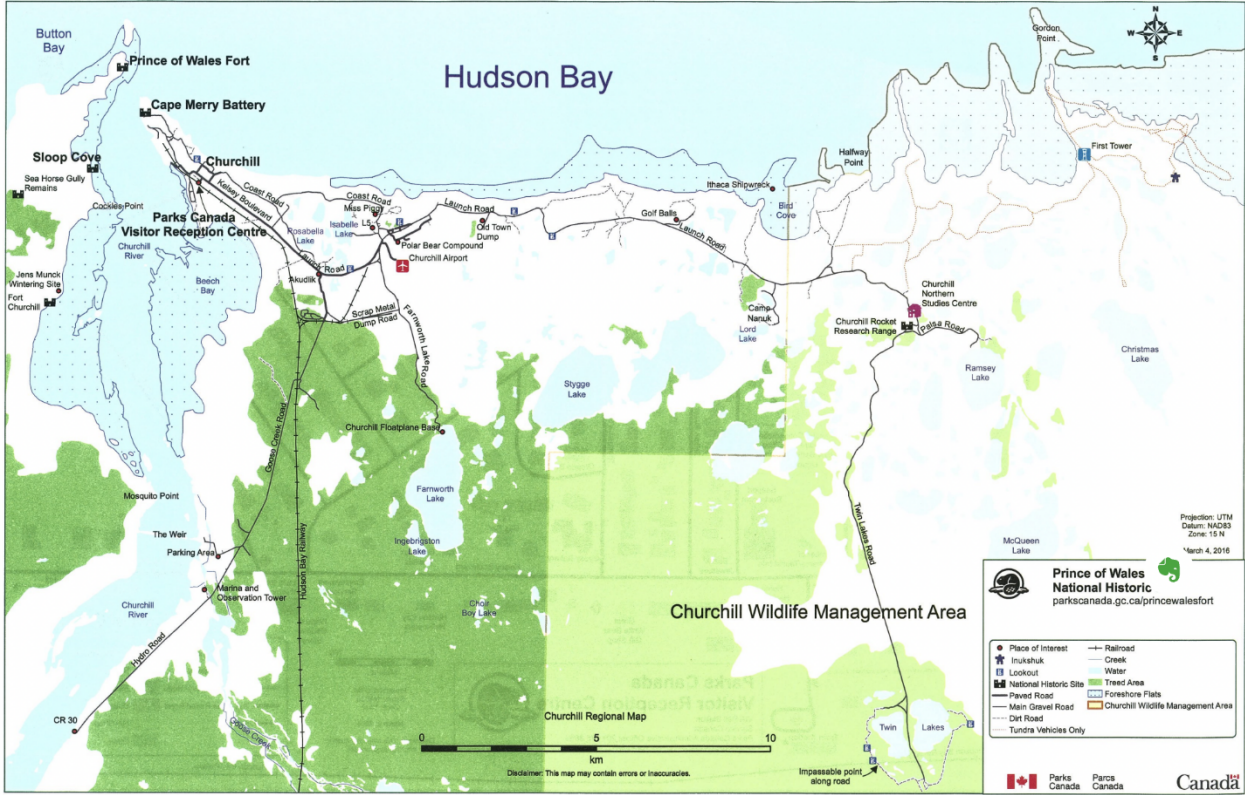 Button
Bay
Prince of Wales Fort
Hudson Bay
Gordon
Point
N
W
E
S
Cape Merry Battery
Sloop Cove
Churchill
Sea Horse Gully
Remains
Cockles Point
Kelsey Boulevard
Coast Road
Coast Road
Miss Piggy
L5
Isabelle
Lake
Launch Road
Halfway
Point
First Tower
Ithaca Shipwreck
Bird
Cove
Golf Balls
Launch Road
Old Town
Dump
Parks Canada
Visitor Reception Centre
Churchill
River
Rosabella
Lake
Polar Bear Compound
Churchill Airport
Launch Road
Akudlik
Beech
Bay
Jens Munck
Wintering Site
Fort
Churchill
Scrap Metal
Dump Road
Farnworth Lake Road
Camp
Nanuk
Lord
Lake
Churchill
Northern
Studies Centre
Churchill Rocket
Research Range
Palsa Road
Ramsey
Lake
Christmas
Lake
Stygge
Lake
Goose Creek Road
Churchill Floatplane Base
Farnworth
Lake
Mosquito Point
The Weir
Parking Area
Ingebrigston
Lake
Hudson Bay Railway
Twin Lakes Road
McQueen
Lake
Projection: UTM
Datum: NAD83
Zone: 15 N
March 4, 2016
Marina and
Observation Tower
Churchill
River
Choir
Boy Lake
Hydro Road
Churchill Wildlife Management Area
CR 30
Goose Creek
Churchill Regional Map
0
5
10
km
Disclaimer: This map may contain errors or inaccuracies.
Twin
Lakes
Impassable point
along road
Prince of Wales
National Historic
parkscanada.gc.ca/princewalesfort
Place of Interest
Inukshuk
Lookout
National Historic Site
Paved Road
Main Gravel Road
Dirt Road
Tundra Vehicles Only
Railroad
Creek
Water
Treed Area
Foreshore Flats
Churchill Wildlife Management Area
Parks
Canada
Parcs
Canada
Canada